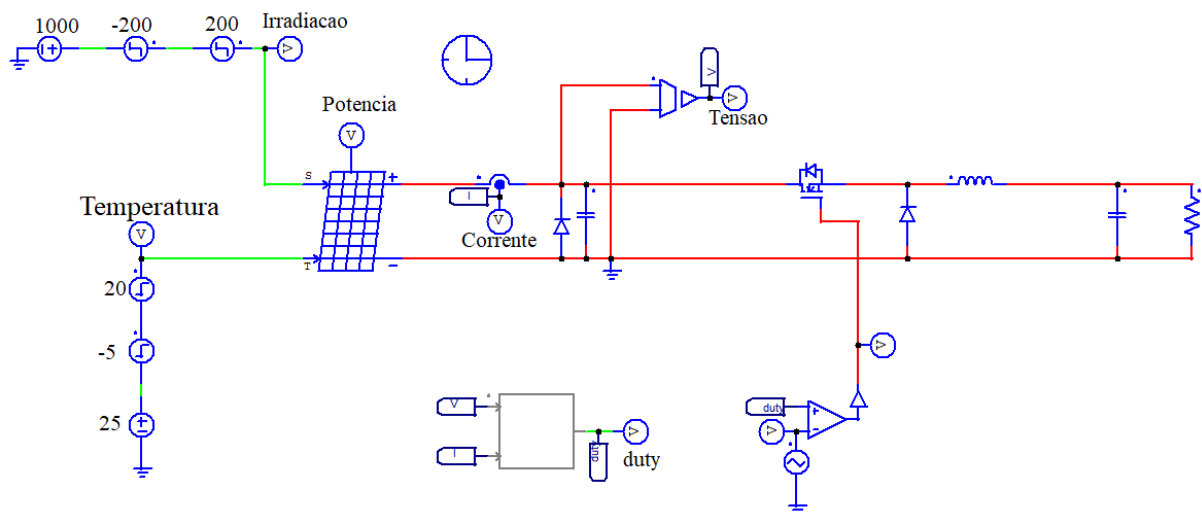 1000
-200
200
Irradiacao
V
V
V
Tensao
Potencia
V
S
+
I
V
Corrente
Temperatura
V
T
-
20
-5
25
V
V
I
duty
V
duty
duty
V
+
-